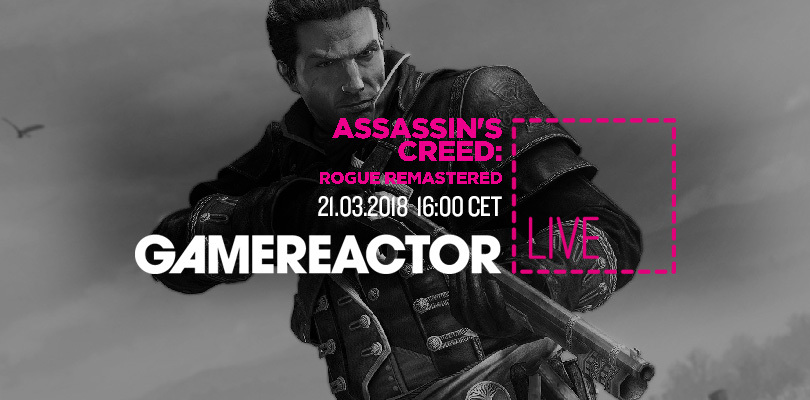 ASSASSIN'S
CREED:
ROGUE REMASTERED
21.03.2018 16:00 CET
GAMEREACTOR
LIVE